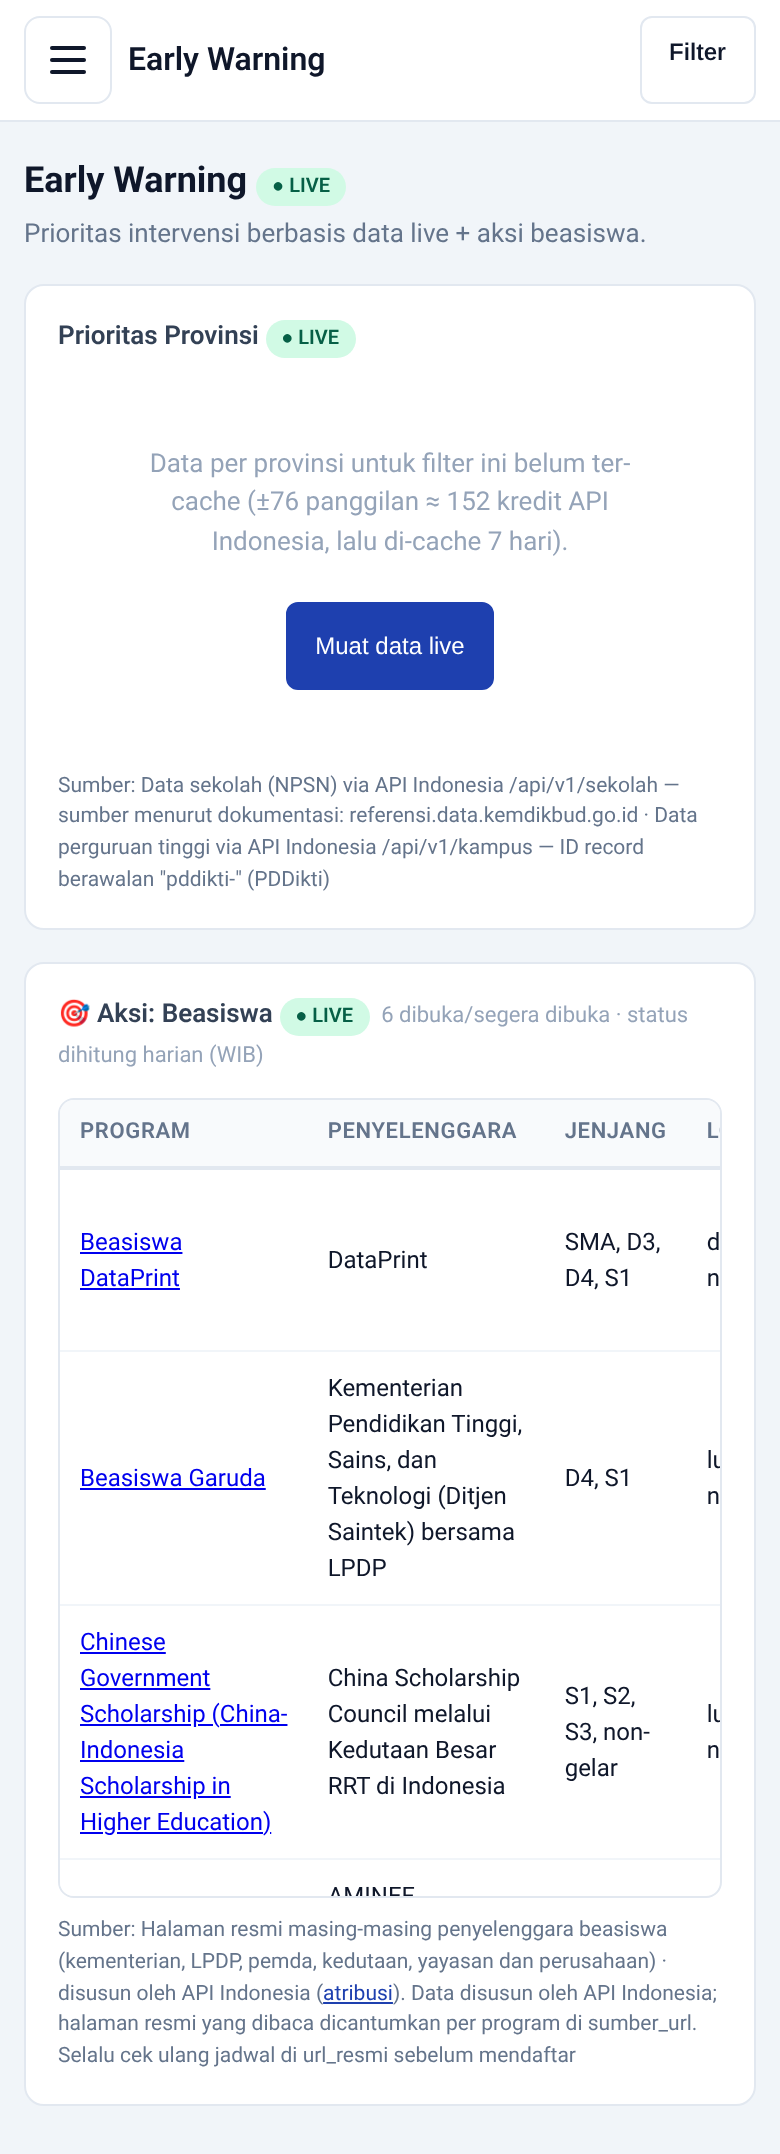 Early Warning
Filter
Early Warning ● LIVE
Prioritas intervensi berbasis data live + aksi beasiswa.
Prioritas Provinsi ● LIVE
Data per provinsi untuk filter ini belum ter-
cache (±76 panggilan ≈ 152 kredit API
Indonesia, lalu di-cache 7 hari).
Muat data live
Sumber: Data sekolah (NPSN) via API Indonesia /api/v1/sekolah —
sumber menurut dokumentasi: referensi.data.kemdikbud.go.id · Data
perguruan tinggi via API Indonesia /api/v1/kampus — ID record
berawalan "pddikti-" (PDDikti)
🎯 Aksi: Beasiswa ● LIVE 6 dibuka/segera dibuka · status
dihitung harian (WIB)
PROGRAM PENYELENGGARA JENJANG
Beasiswa
DataPrint
DataPrint
SMA, D3,
D4, S1
Beasiswa Garuda
Kementerian
Pendidikan Tinggi,
Sains, dan
Teknologi (Ditjen
Saintek) bersama
LPDP
D4, S1
Chinese
Government
Scholarship (China-
Indonesia
Scholarship in
Higher Education)
China Scholarship
Council melalui
Kedutaan Besar
RRT di Indonesia
S1, S2,
S3, non-
gelar
Sumber: Halaman resmi masing-masing penyelenggara beasiswa
(kementerian, LPDP, pemda, kedutaan, yayasan dan perusahaan) ·
disusun oleh API Indonesia (atribusi). Data disusun oleh API Indonesia;
halaman resmi yang dibaca dicantumkan per program di sumber_url.
Selalu cek ulang jadwal di url_resmi sebelum mendaftar